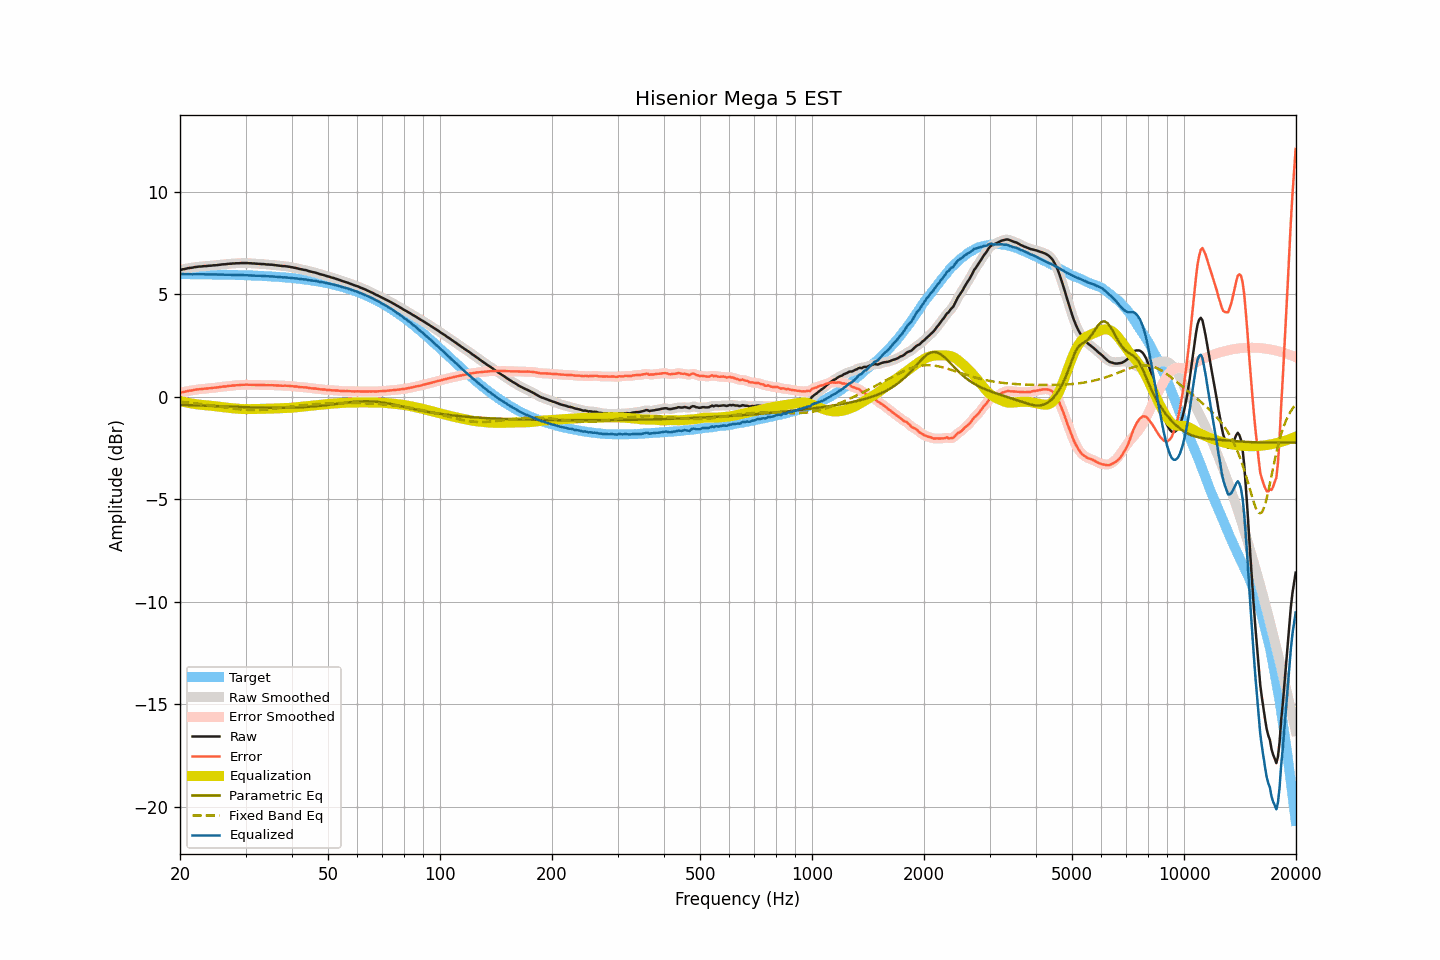 Hisenior Mega 5 EST
Amplitude (dBr)
10
5
0
−5
−10
−15
−20
Target
Raw Smoothed
Error Smoothed
Raw
Error
Equalization
Parametric Eq
Fixed Band Eq
Equalized
20 50 100 200 500 1000 2000 5000 10000 20000
Frequency (Hz)